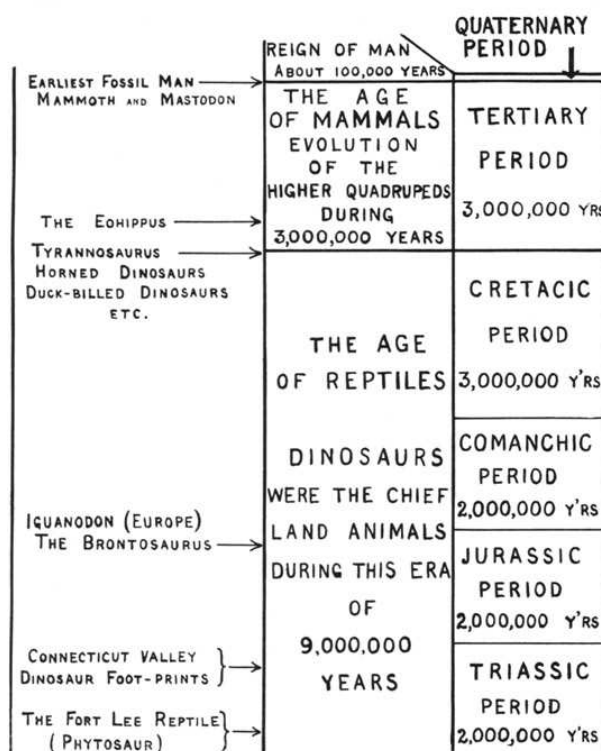 QUATERNARY
PERIOD
REIGN OF MAN
ABOUT 100,000 YEARS
EARLIEST FOSSIL MAN
MAMMOTH AND MASTODON
THE AGE
OF MAMMALS
EVOLUTION
OF THE
HIGHER QUADRUPEDS
DURING
3,000,000 YEARS
TERTIARY
PERIOD
3,000,000 YRS
THE EOHIPPUS
TYRANNOSAURUS
HORNED DINOSAURS
DUCK-BILLED DINOSAURS
ETC.
THE AGE
OF REPTILES
DINOSAURS
WERE THE CHIEF
LAND ANIMALS
DURING THIS ERA
OF
9,000,000
YEARS
CRETACIC
PERIOD
3,000,000 Y'RS
COMANCHIC
PERIOD
2,000,000 Y'RS
IGUANODON (EUROPE)
THE BRONTOSAURUS
JURASSIC
PERIOD
2,000,000 Y'RS
CONNECTICUT VALLEY
DINOSAUR FOOT-PRINTS
THE FORT LEE REPTILE
(PHYTOSAUR)
TRIASSIC
PERIOD
2,000,000 Y'RS